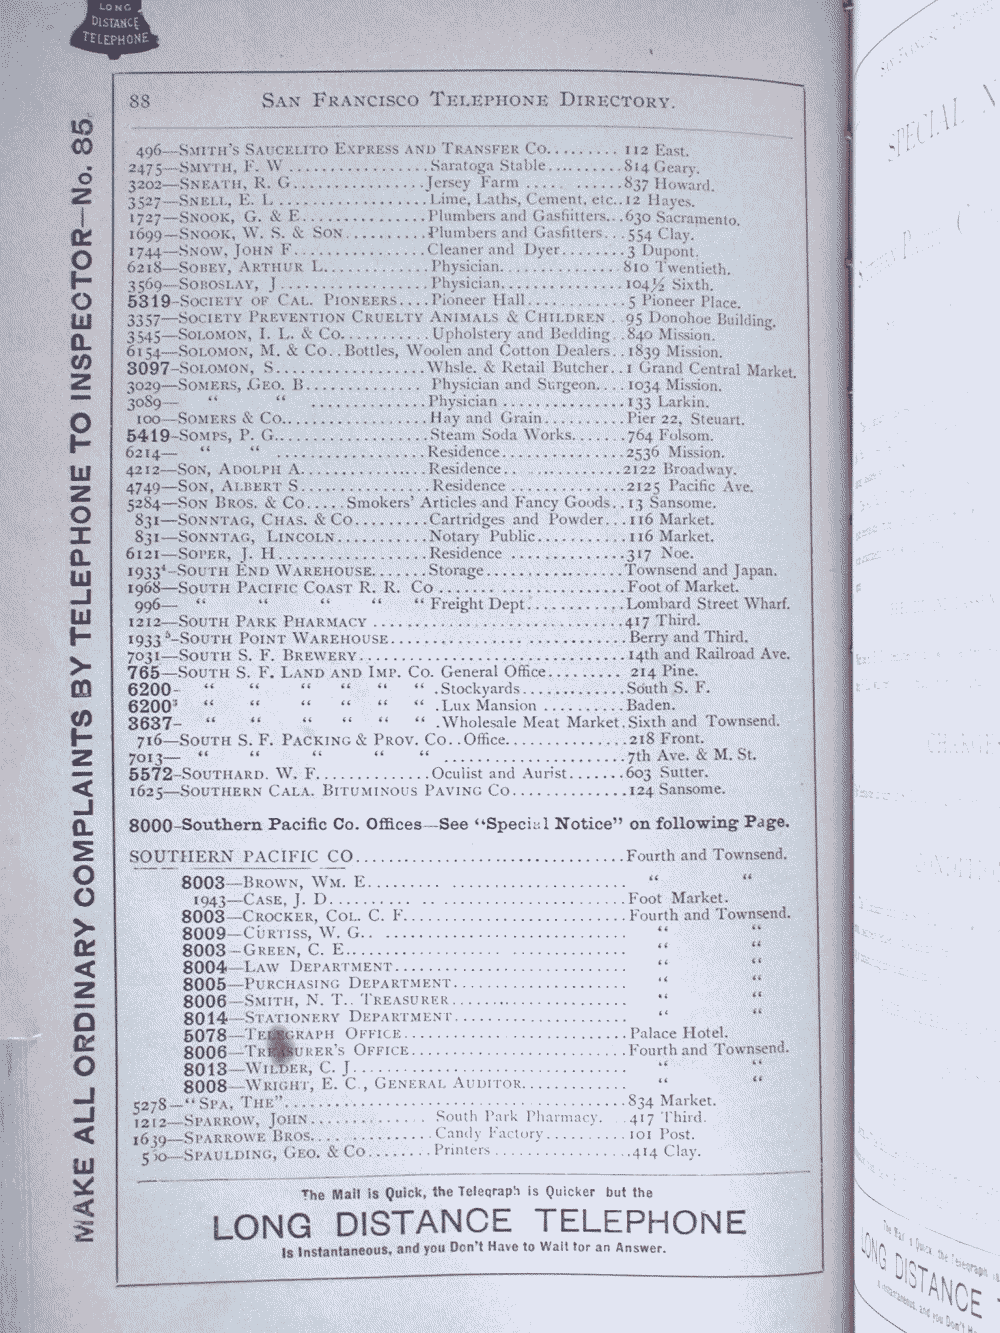 LONG
DISTANCE
TELEPHONE
MAKE ALL ORDINARY COMPLAINTS BY TELEPHONE TO INSPECTOR—No. 85.
88 SAN FRANCISCO TELEPHONE DIRECTORY.
496—SMITH'S SAUCELITO EXPRESS AND TRANSFER CO......... 112 East.
2475—SMYTH, F. W ................Saratoga Stable..........814 Geary.
3202—SNEATH, R. G................Jersey Farm ..... .......837 Howard.
3527—SNELL, E. L ................Lime, Laths, Cement, etc..12 Hayes.
1727—SNOOK, G. & E...............Plumbers and Gasfitters...630 Sacramento.
1699—SNOOK, W. S. & SON..........Plumbers and Gasfitters...554 Clay.
1744—SNOW, JOHN F................Cleaner and Dyer........3 Dupont.
6218—SOBEY, ARTHUR L.............Physician...............810 Twentieth.
3569—SOBOSLAY, J.................Physician...............104½ Sixth.
5319—SOCIETY OF CAL. PIONEERS....Pioneer Hall............5 Pioneer Place.
3357—SOCIETY PREVENTION CRUELTY ANIMALS & CHILDREN . .95 Donohoe Building.
3545—SOLOMON, I. L. & CO..........Upholstery and Bedding . 840 Mission.
6154—SOLOMON, M. & CO. . Bottles, Woolen and Cotton Dealers. . 1839 Mission.
3097—SOLOMON, S..................Whsle. & Retail Butcher..1 Grand Central Market.
3029—SOMERS, GEO. B.............. Physician and Surgeon....1034 Mission.
3089— “ “ .............Physician ..............133 Larkin.
100—SOMERS & CO.................Hay and Grain..........Pier 22, Steuart.
5419—SOMPS, P. G..................Steam Soda Works.......764 Folsom.
6214— “ “ ..................Residence...............2536 Mission.
4212—SON, ADOLPH A...............Residence.. .............2122 Broadway.
4749—SON, ALBERT S...............Residence ..............2125 Pacific Ave.
5284—SON BROS. & CO.....Smokers' Articles and Fancy Goods..13 Sansome.
831—SONNTAG, CHAS. & CO.........Cartridges and Powder...116 Market.
831—SONNTAG, LINCOLN...........Notary Public...........116 Market.
6121—SOPER, J. H..................Residence ..............317 Noe.
1933⁴—SOUTH END WAREHOUSE.......Storage.................Townsend and Japan.
1968—SOUTH PACIFIC COAST R. R. CO .......................Foot of Market.
996— “ “ “ “ “ Freight Dept............Lombard Street Wharf.
1212—SOUTH PARK PHARMACY ............................417 Third.
1933⁵—SOUTH POINT WAREHOUSE..........................Berry and Third.
7031—SOUTH S. F. BREWERY..............................14th and Railroad Ave.
765—SOUTH S. F. LAND AND IMP. CO. General Office......... 214 Pine.
6200— “ “ “ “ “ “ .Stockyards.............South S. F.
6200³ “ “ “ “ “ “ .Lux Mansion ..........Baden.
3637— “ “ “ “ “ “ .Wholesale Meat Market.Sixth and Townsend.
716—SOUTH S. F. PACKING & PROV. CO..Office..............218 Front.
7013— “ “ “ “ “ .....................7th Ave. & M. St.
5572—SOUTHARD. W. F..............Oculist and Aurist.......603 Sutter.
1625—SOUTHERN CALA. BITUMINOUS PAVING CO.............124 Sansome.
8000—Southern Pacific Co. Offices—See “Special Notice” on following Page.
SOUTHERN PACIFIC CO...............................Fourth and Townsend.
8003—BROWN, WM. E......... ..................... “ “
1943—CASE, J. D.......... .......................Foot Market.
8003—CROCKER, COL. C. F.........................Fourth and Townsend.
8009—CURTISS, W. G.. ........................... “ “
8003—GREEN, C. E................................ “ “
8004—LAW DEPARTMENT............................ “ “
8005—PURCHASING DEPARTMENT..................... “ “
8006—SMITH, N. T.. TREASURER..................... “ “
8014—STATIONERY DEPARTMENT..................... “ “
5078—TELEGRAPH OFFICE...........................Palace Hotel.
8006—TREASURER'S OFFICE.........................Fourth and Townsend.
8013—WILDER, C. J................................ “ “
8008—WRIGHT, E. C., GENERAL AUDITOR............ “ “
5278—“SPA, THE”........................................834 Market.
1212—SPARROW, JOHN............. South Park Pharmacy. . 417 Third.
1639—SPARROWE BROS.............. Candy Factory..........101 Post.
SPAULDING, GEO. & CO........Printers ................414 Clay.
The Mail is Quick, the Telegraph is Quicker but the
LONG DISTANCE TELEPHONE
Is Instantaneous, and you Don't Have to Wait for an Answer.
SPECIAL
The Mail is Quick, the Telegraph is
LONG DISTANCE